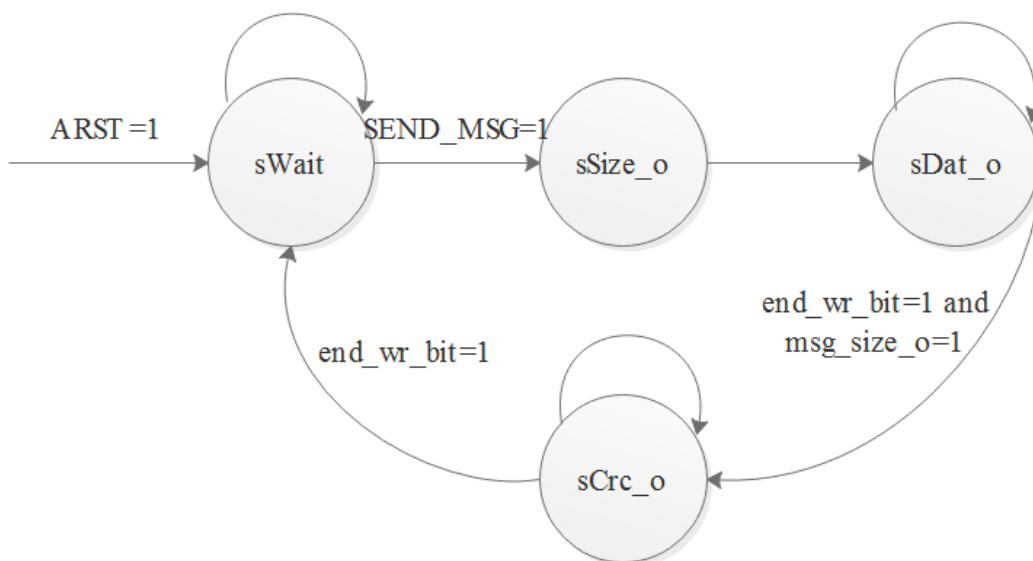 ARST=1
SEND_MSG=1
sWait
sSize_o
sDat_o
end_wr_bit=1 and
msg_size_o=1
end_wr_bit=1
sCrc_o